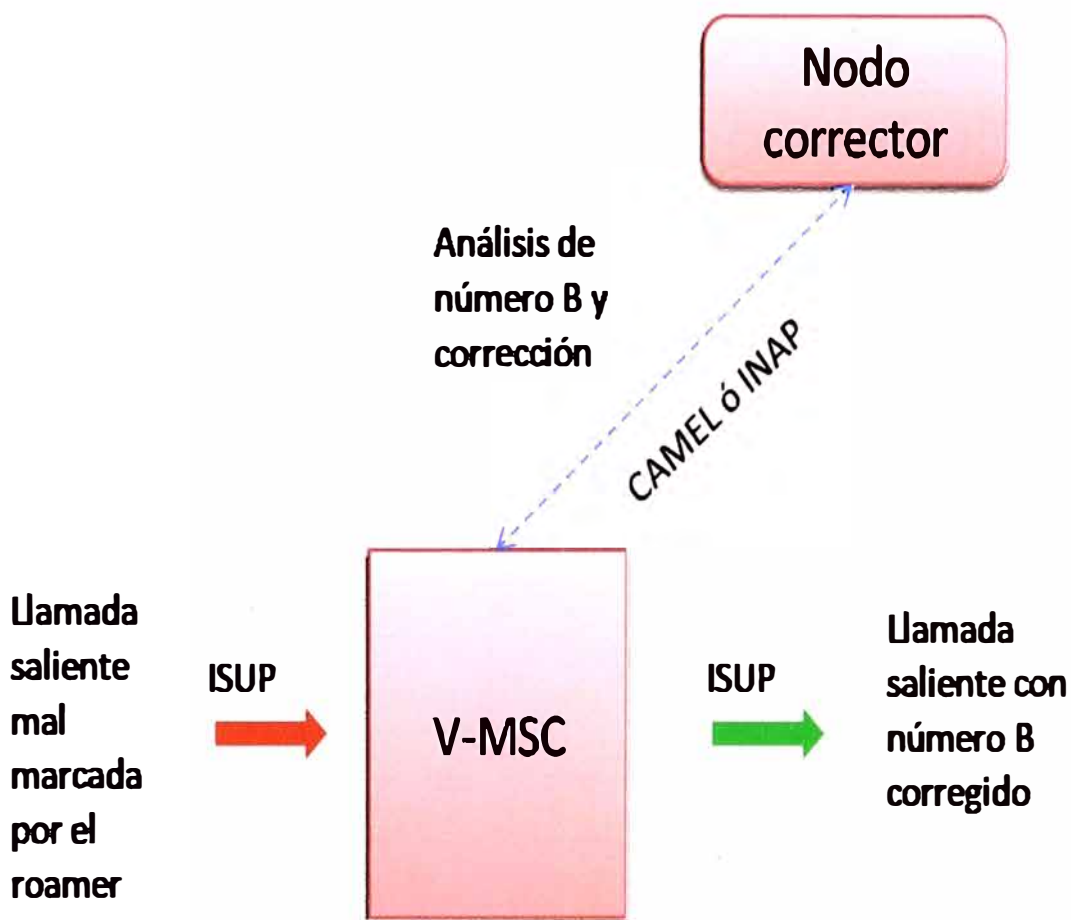 Nodo
corrector
Análisis de
número B y
corrección
CAMEL ó INAP
Llamada
saliente
mal
marcada
por el
roamer
ISUP
V-MSC
ISUP
Llamada
saliente con
número B
corregido